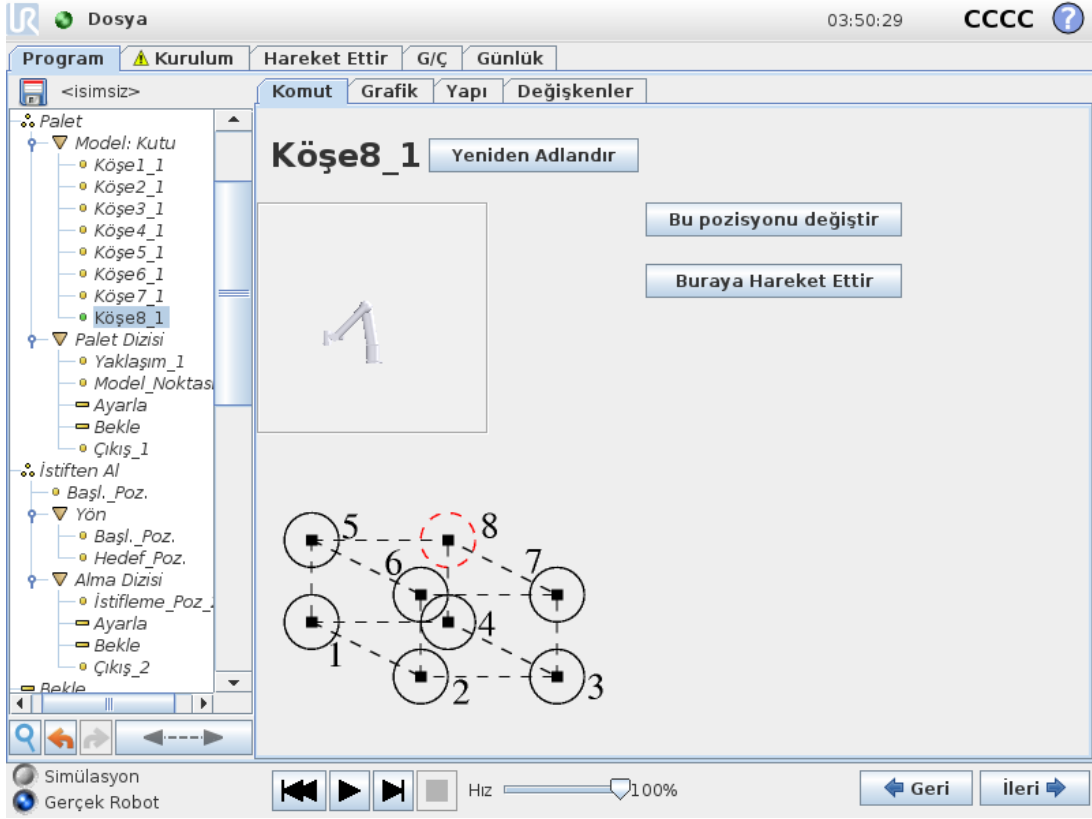 UR Dosya 03:50:29 CCCC ?
Program Kurulum Hareket Ettir G/Ç Günlük
<isimsiz>
Komut Grafik Yapı Değişkenler
Palet
Model: Kutu
Köşe1_1
Köşe2_1
Köşe3_1
Köşe4_1
Köşe5_1
Köşe6_1
Köşe7_1
Köşe8_1
Palet Dizisi
Yaklaşım_1
Model_Noktası
Ayarla
Bekle
Çıkış_1
İstiften Al
Başl._Poz.
Yön
Başl._Poz.
Hedef_Poz.
Alma Dizisi
İstifleme_Poz_2
Ayarla
Bekle
Çıkış_2
Bekle
Köşe8_1 Yeniden Adlandır
Bu pozisyonu değiştir
Buraya Hareket Ettir
5 8
6 7
1 4
2 3
Simülasyon
Gerçek Robot
Hız 100%
Geri İleri